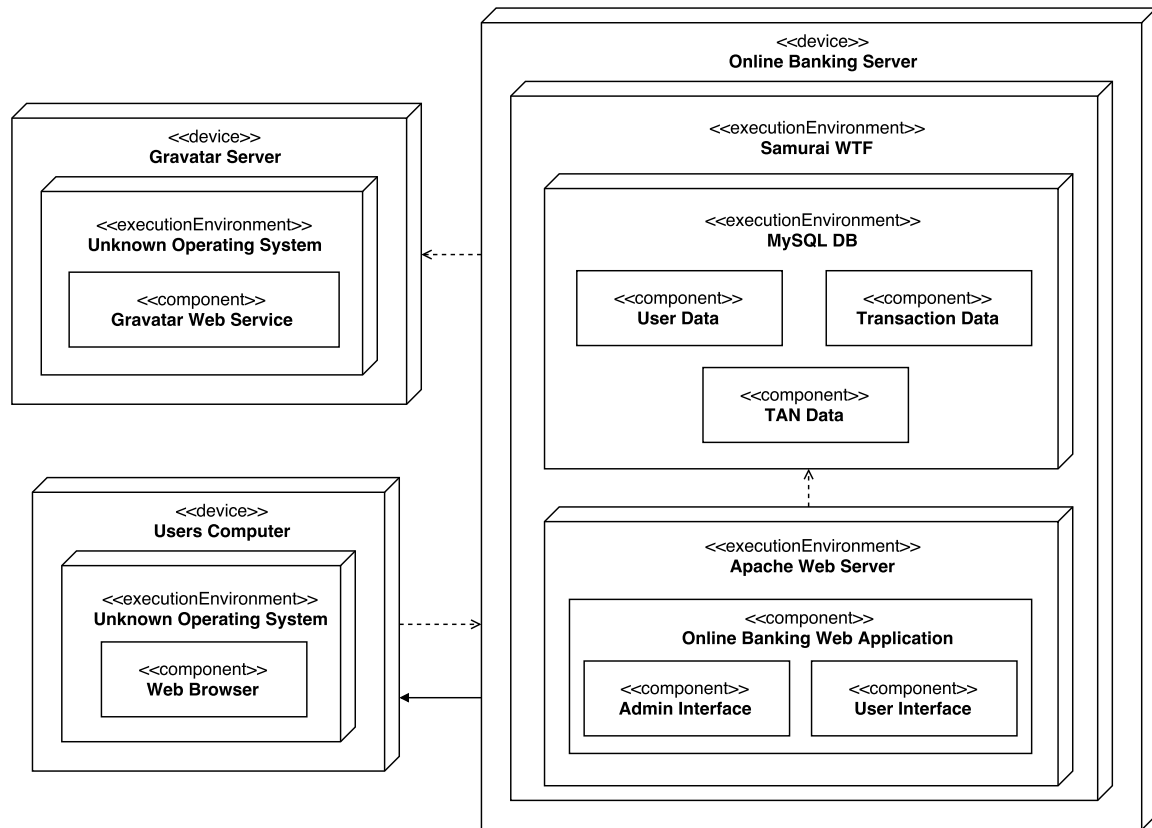 <<device>>
Gravatar Server
<<executionEnvironment>>
Unknown Operating System
<<component>>
Gravatar Web Service
<<device>>
Users Computer
<<executionEnvironment>>
Unknown Operating System
<<component>>
Web Browser
<<device>>
Online Banking Server
<<executionEnvironment>>
Samurai WTF
<<executionEnvironment>>
MySQL DB
<<component>>
User Data
<<component>>
Transaction Data
<<component>>
TAN Data
<<executionEnvironment>>
Apache Web Server
<<component>>
Online Banking Web Application
<<component>>
Admin Interface
<<component>>
User Interface